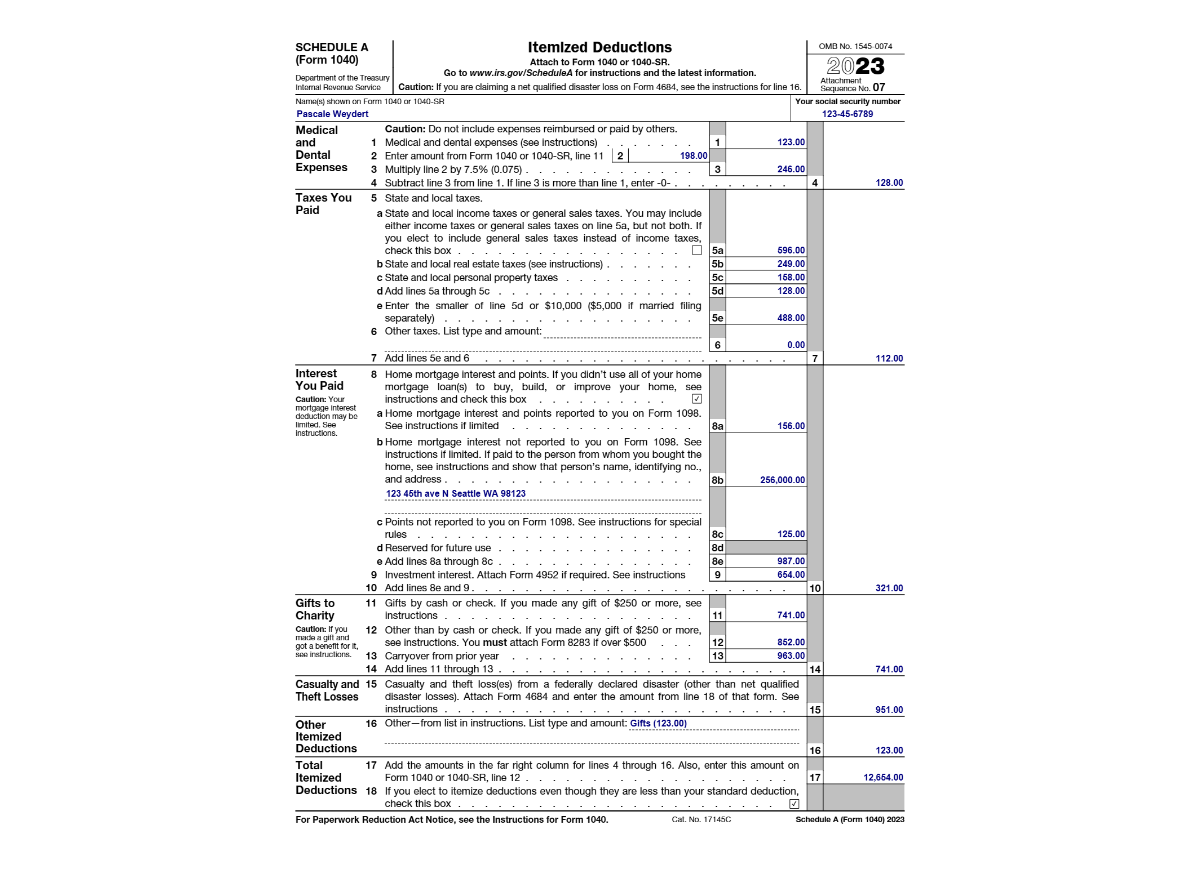 SCHEDULE A
(Form 1040)
Department of the Treasury
Internal Revenue Service
Itemized Deductions
Attach to Form 1040 or 1040-SR.
Go to www.irs.gov/ScheduleA for instructions and the latest information.
Caution: If you are claiming a net qualified disaster loss on Form 4684, see the instructions for line 16.
OMB No. 1545-0074
2023
Attachment
Sequence No. 07
Name(s) shown on Form 1040 or 1040-SR
Pascale Weydert
Your social security number
123-45-6789
Medical
and
Dental
Expenses
Caution: Do not include expenses reimbursed or paid by others.
1 Medical and dental expenses (see instructions) . . . . . . . 1 123.00
2 Enter amount from Form 1040 or 1040-SR, line 11 2 198.00
3 Multiply line 2 by 7.5% (0.075) . . . . . . . . . . . . . 3 246.00
4 Subtract line 3 from line 1. If line 3 is more than line 1, enter -0- . . . . . . . . . 4 128.00
Taxes You
Paid
5 State and local taxes.
a State and local income taxes or general sales taxes. You may include
either income taxes or general sales taxes on line 5a, but not both. If
you elect to include general sales taxes instead of income taxes,
check this box . . . . . . . . . . . . . . . . . 5a 596.00
b State and local real estate taxes (see instructions) . . . . . . . 5b 249.00
c State and local personal property taxes . . . . . . . . . . 5c 158.00
d Add lines 5a through 5c . . . . . . . . . . . . . . . 5d 128.00
e Enter the smaller of line 5d or $10,000 ($5,000 if married filing
separately) . . . . . . . . . . . . . . . . . . . 5e 488.00
6 Other taxes. List type and amount:
6 0.00
7 Add lines 5e and 6 . . . . . . . . . . . . . . . . . . . . . . . 7 112.00
Interest
You Paid
Caution: Your
mortgage interest
deduction may be
limited. See
instructions.
8 Home mortgage interest and points. If you didn't use all of your home
mortgage loan(s) to buy, build, or improve your home, see
instructions and check this box . . . . . . . . . . ✓
a Home mortgage interest and points reported to you on Form 1098.
See instructions if limited . . . . . . . . . . . . . . 8a 156.00
b Home mortgage interest not reported to you on Form 1098. See
instructions if limited. If paid to the person from whom you bought the
home, see instructions and show that person's name, identifying no.,
and address . . . . . . . . . . . . . . . . . . . 8b 256,000.00
123 45th ave N Seattle WA 98123
c Points not reported to you on Form 1098. See instructions for special
rules . . . . . . . . . . . . . . . . . . . . . 8c 125.00
d Reserved for future use . . . . . . . . . . . . . . . 8d
e Add lines 8a through 8c . . . . . . . . . . . . . . . 8e 987.00
9 Investment interest. Attach Form 4952 if required. See instructions 9 654.00
10 Add lines 8e and 9 . . . . . . . . . . . . . . . . . . . . . . . 10 321.00
Gifts to
Charity
Caution: If you
made a gift and
got a benefit for it,
see instructions.
11 Gifts by cash or check. If you made any gift of $250 or more, see
instructions . . . . . . . . . . . . . . . . . . . 11 741.00
12 Other than by cash or check. If you made any gift of $250 or more,
see instructions. You must attach Form 8283 if over $500 . . . 12 852.00
13 Carryover from prior year . . . . . . . . . . . . . . 13 963.00
14 Add lines 11 through 13 . . . . . . . . . . . . . . . . . . . . . . 14 741.00
Casualty and
Theft Losses
15 Casualty and theft loss(es) from a federally declared disaster (other than net qualified
disaster losses). Attach Form 4684 and enter the amount from line 18 of that form. See
instructions . . . . . . . . . . . . . . . . . . . . . . . . . . 15 951.00
Other
Itemized
Deductions
16 Other—from list in instructions. List type and amount: Gifts (123.00)
16 123.00
Total
Itemized
Deductions
17 Add the amounts in the far right column for lines 4 through 16. Also, enter this amount on
Form 1040 or 1040-SR, line 12 . . . . . . . . . . . . . . . . . . . . 17 12,654.00
18 If you elect to itemize deductions even though they are less than your standard deduction,
check this box . . . . . . . . . . . . . . . . . . . . . . . . ✓
For Paperwork Reduction Act Notice, see the Instructions for Form 1040.
Cat. No. 17145C
Schedule A (Form 1040) 2023